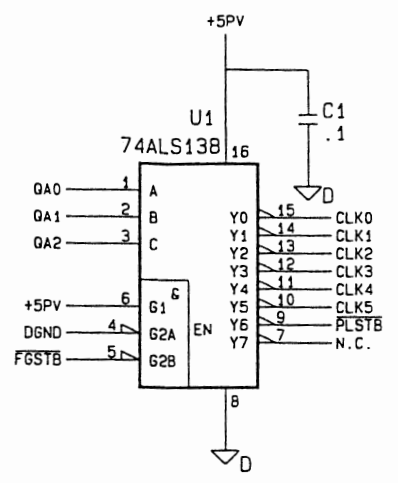 +5PV
C1
.1
U1
74ALS138
16
D
QA0 1 A
QA1 2 B
QA2 3 C
Y0 15 CLK0
Y1 14 CLK1
Y2 13 CLK2
Y3 12 CLK3
Y4 11 CLK4
Y5 10 CLK5
Y6 9 PLSTB
Y7 7 N.C.
&
+5PV 6 G1
DGND 4 G2A
FGSTB 5 G2B
EN
8
D